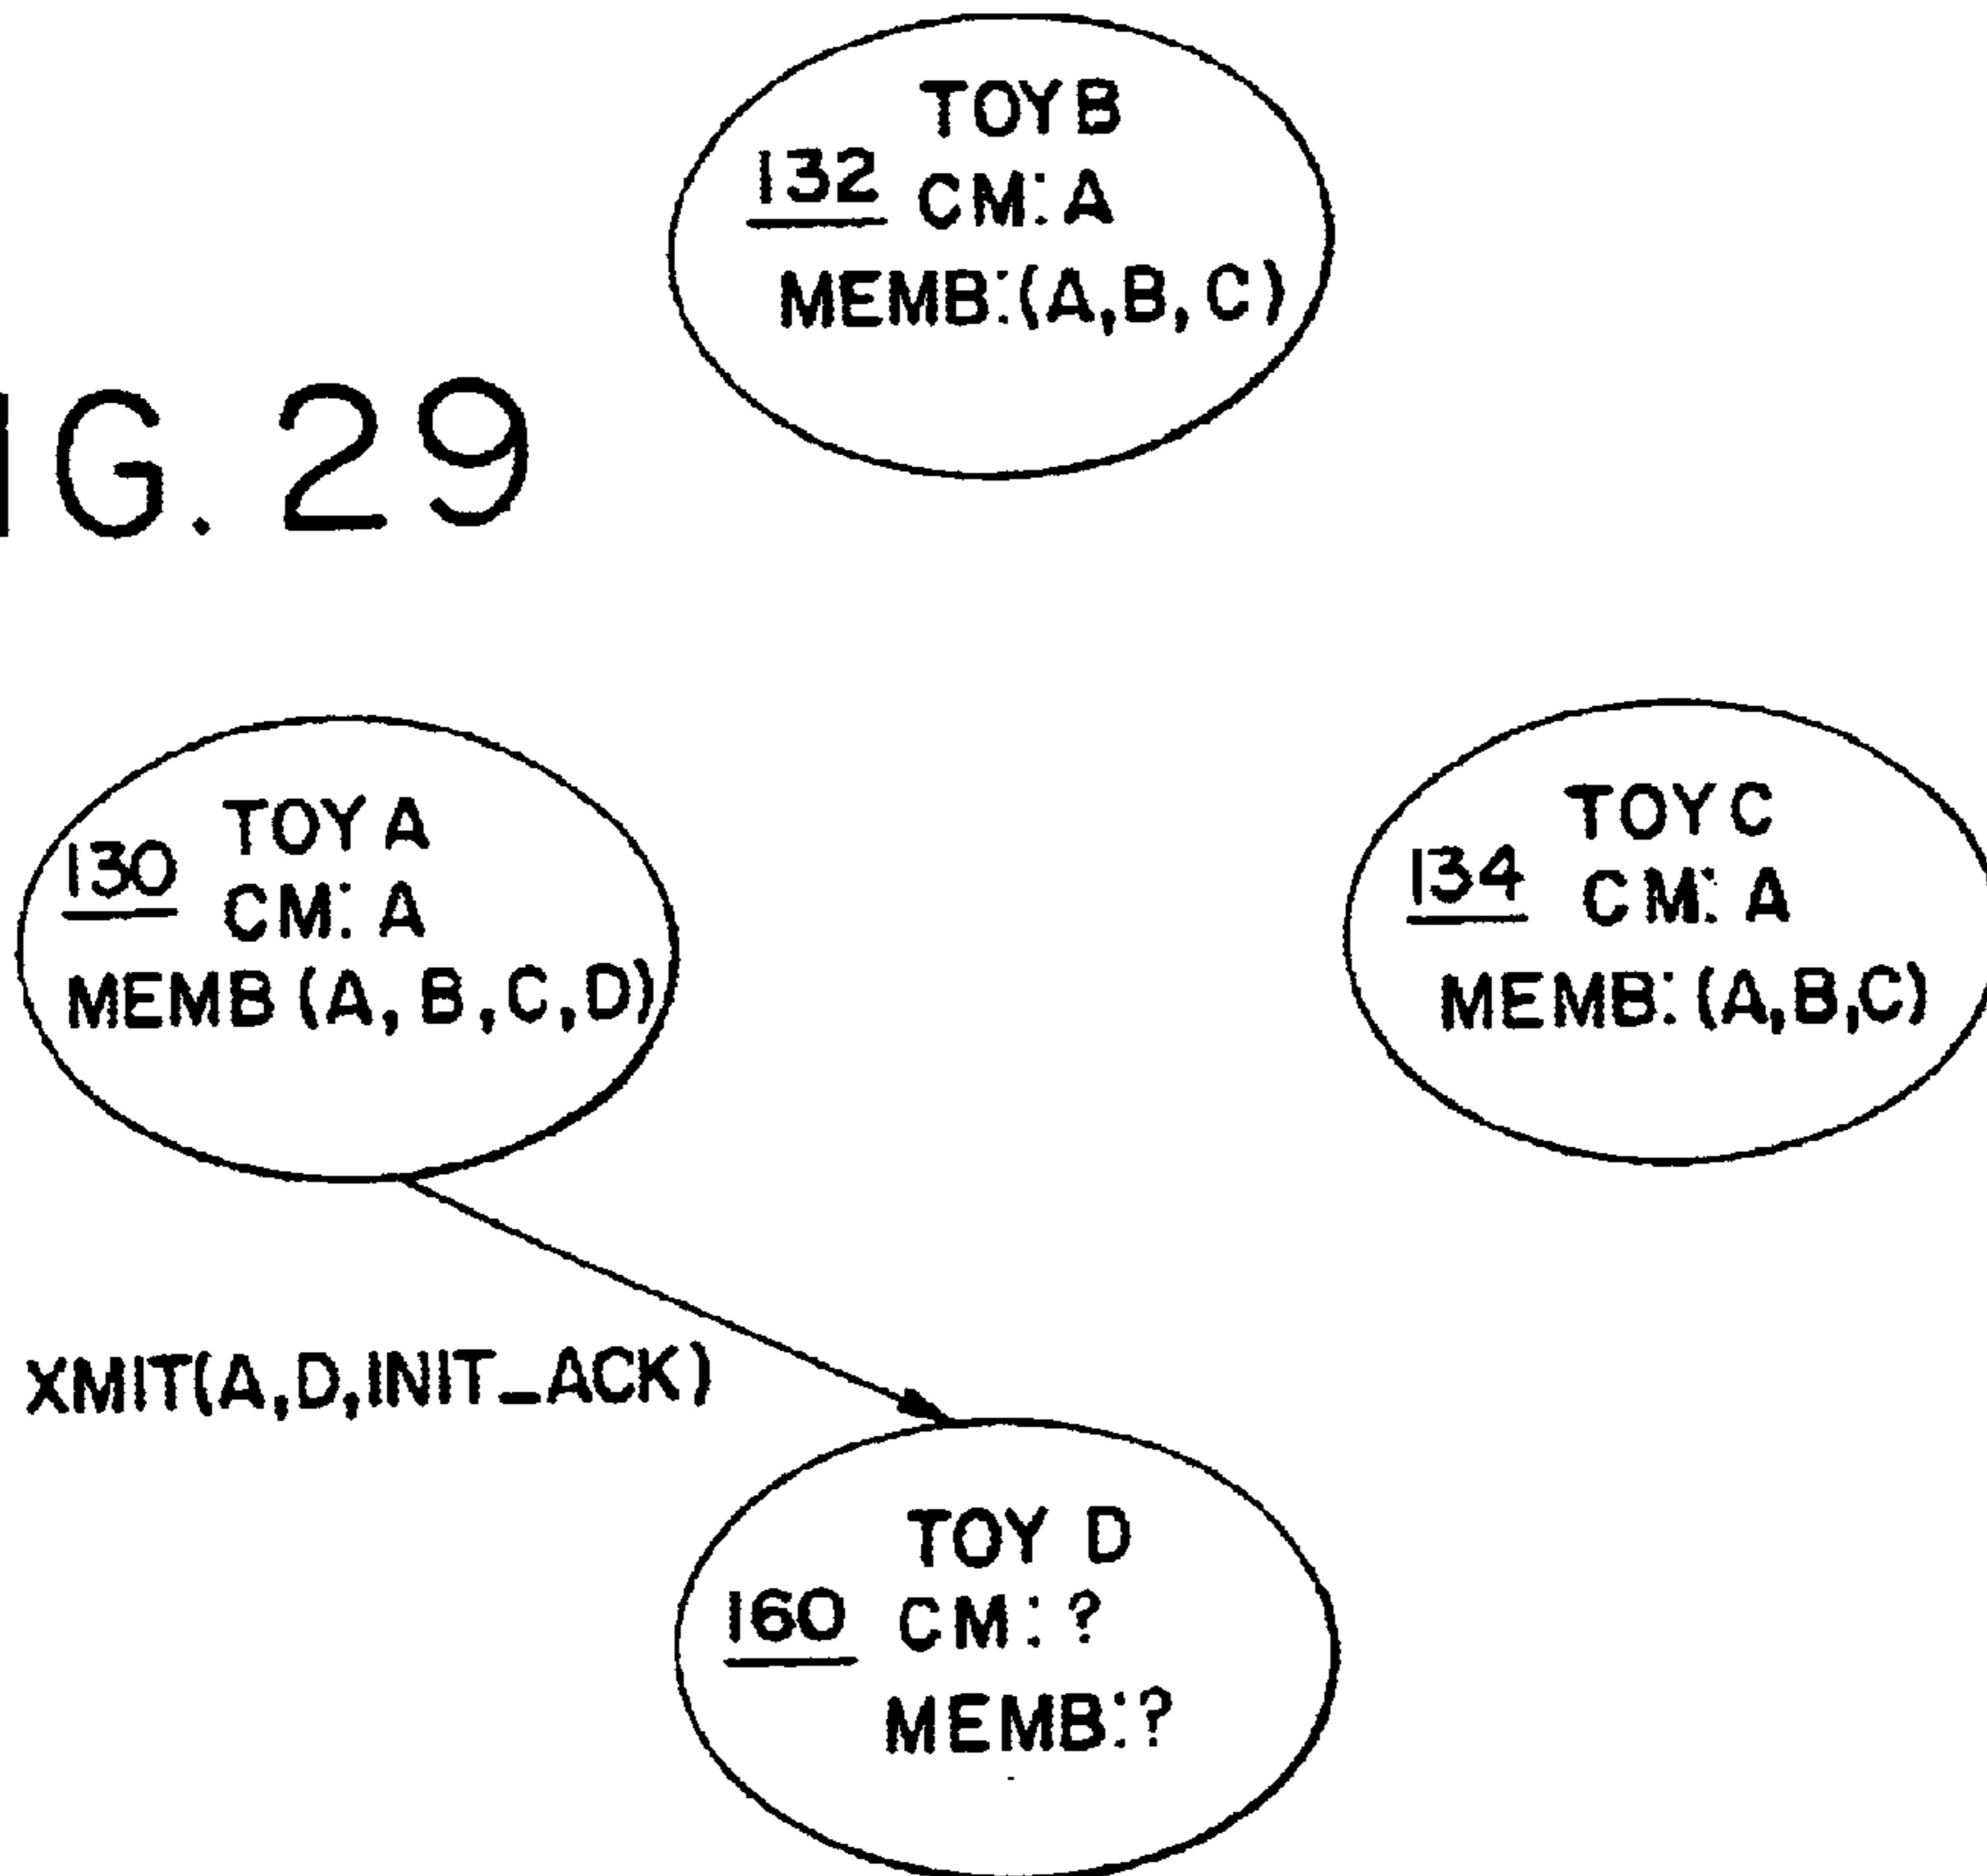 TOY B
132 CM: A
MEMB:(A,B,C)
IG. 29
TOY A
130 CM: A
MEMB(A,B,C,D)
TOY C
134 CM: A
MEMB:(A,B,C)
XMIT(A,D,INIT_ACK)
TOY D
160 CM: ?
MEMB:?